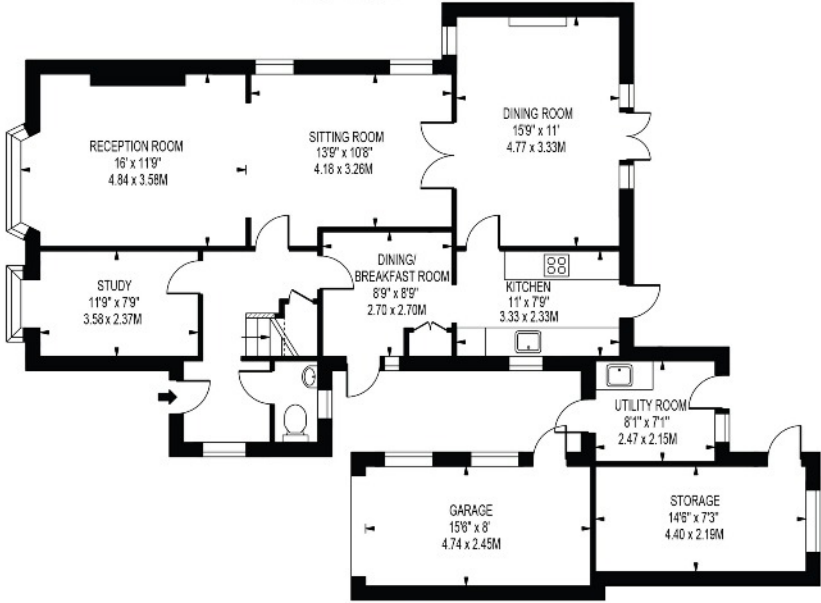 DINING ROOM
15'9" x 11'
4.77 x 3.33M
RECEPTION ROOM
16' x 11'9"
4.84 x 3.58M
SITTING ROOM
13'9" x 10'8"
4.18 x 3.26M
STUDY
11'9" x 7'9"
3.58 x 2.37M
DINING/
BREAKFAST ROOM
8'9" x 8'9"
2.70 x 2.70M
KITCHEN
11' x 7'9"
3.33 x 2.33M
UTILITY ROOM
8'1" x 7'1"
2.47 x 2.15M
GARAGE
15'6" x 8'
4.74 x 2.45M
STORAGE
14'6" x 7'3"
4.40 x 2.19M